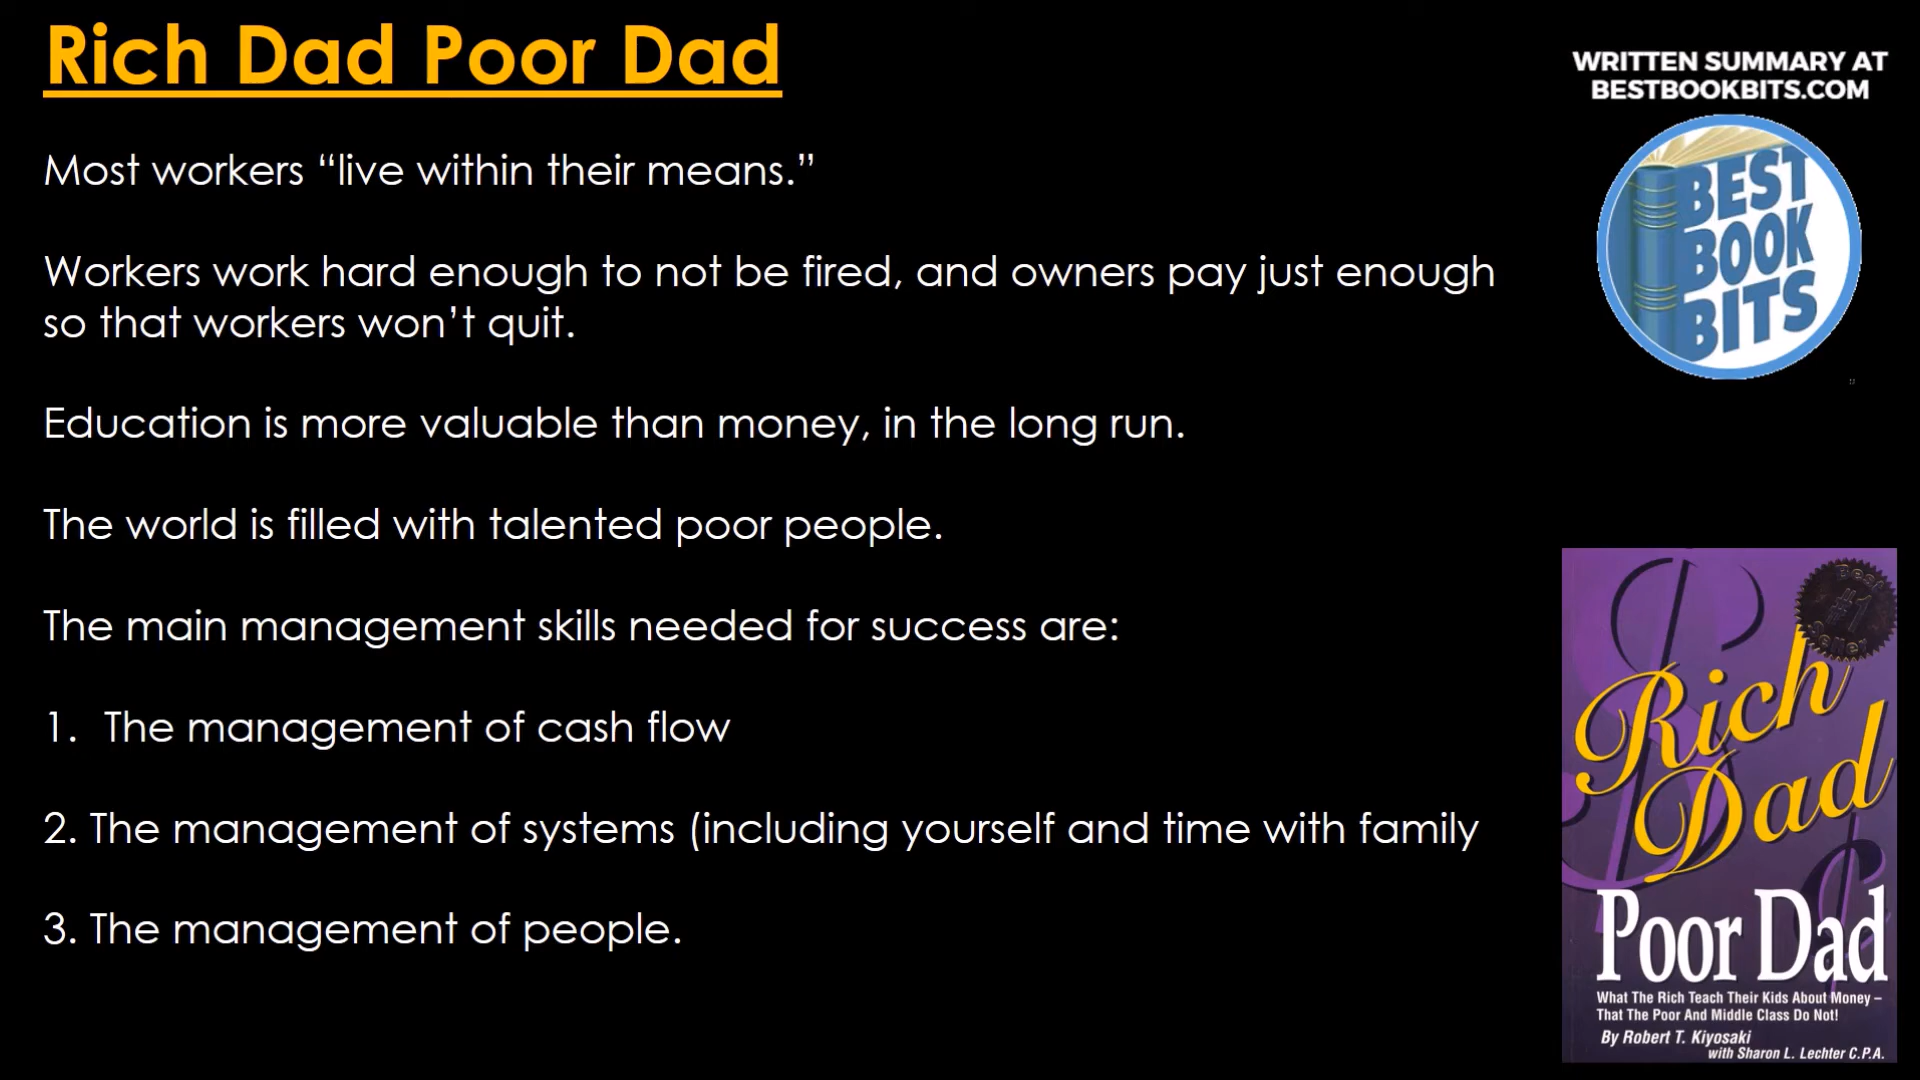 Rich Dad Poor Dad
Most workers “live within their means.”
Workers work hard enough to not be fired, and owners pay just enough
so that workers won’t quit.
Education is more valuable than money, in the long run.
The world is filled with talented poor people.
The main management skills needed for success are:
1. The management of cash flow
2. The management of systems (including yourself and time with family
3. The management of people.
WRITTEN SUMMARY AT
BESTBOOKBITS.COM
BEST
BOOK
BITS
Best
#1
Seller
Rich
Dad
Poor Dad
What The Rich Teach Their Kids About Money –
That The Poor And Middle Class Do Not!
By Robert T. Kiyosaki
with Sharon L. Lechter C.P.A.